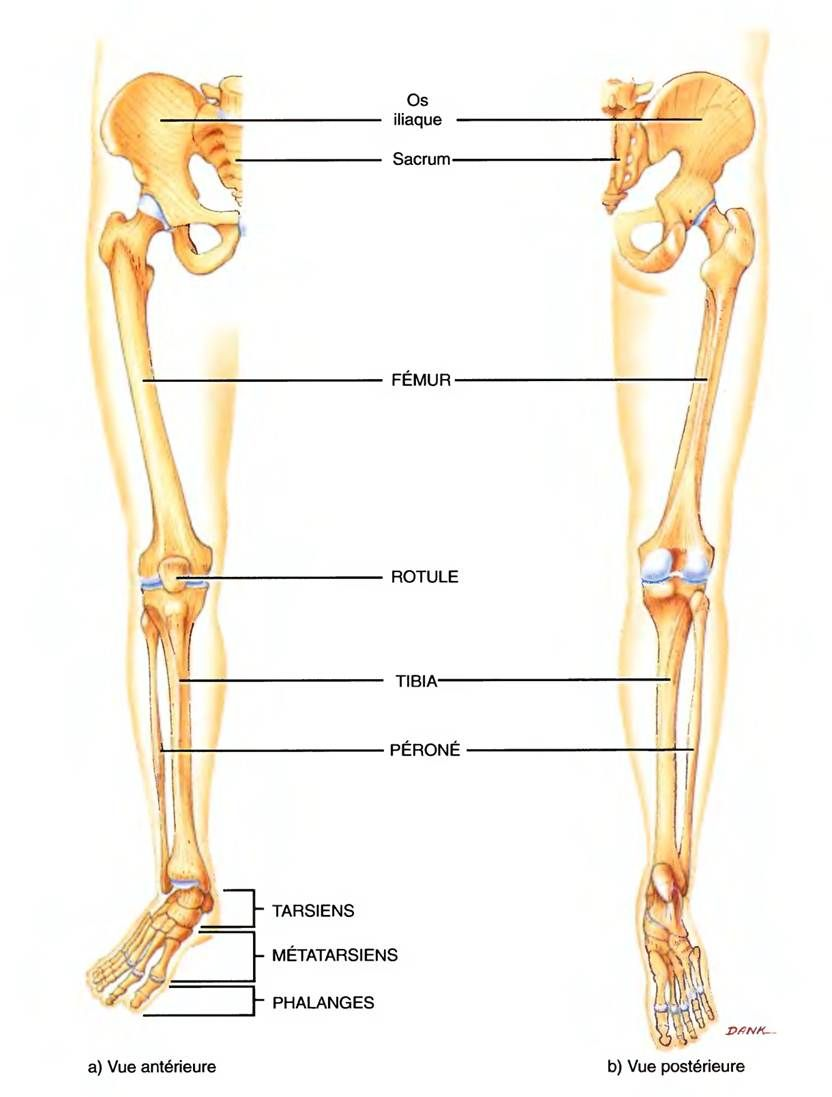 Os
iliaque
Sacrum
FÉMUR
ROTULE
TIBIA
PÉRONÉ
TARSIENS
MÉTATARSIENS
PHALANGES
DANK
a) Vue antérieure
b) Vue postérieure